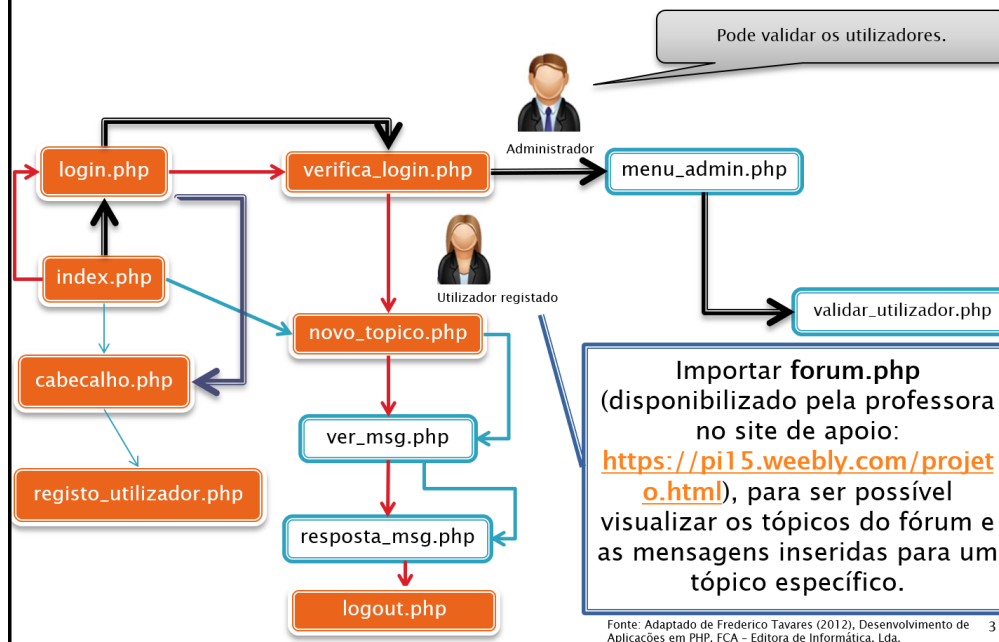 Pode validar os utilizadores.
Administrador
login.php
verifica_login.php
menu_admin.php
index.php
Utilizador registado
novo_topico.php
validar_utilizador.php
cabecalho.php
ver_msg.php
registo_utilizador.php
resposta_msg.php
logout.php
Importar forum.php
(disponibilizado pela professora
no site de apoio:
https://pi15.weebly.com/projet
o.html), para ser possível
visualizar os tópicos do fórum e
as mensagens inseridas para um
tópico específico.
Fonte: Adaptado de Frederico Tavares (2012), Desenvolvimento de
Aplicações em PHP, FCA – Editora de Informática, Lda.
3